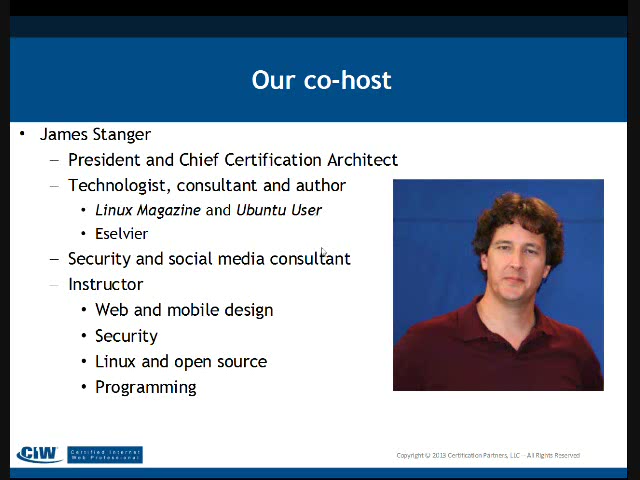 Our co-host
• James Stanger
– President and Chief Certification Architect
– Technologist, consultant and author
• Linux Magazine and Ubuntu User
• Eselvier
– Security and social media consultant
– Instructor
• Web and mobile design
• Security
• Linux and open source
• Programming
CIW Certified Internet
Web Professional
Copyright © 2013 Certification Partners, LLC – All Rights Reserved